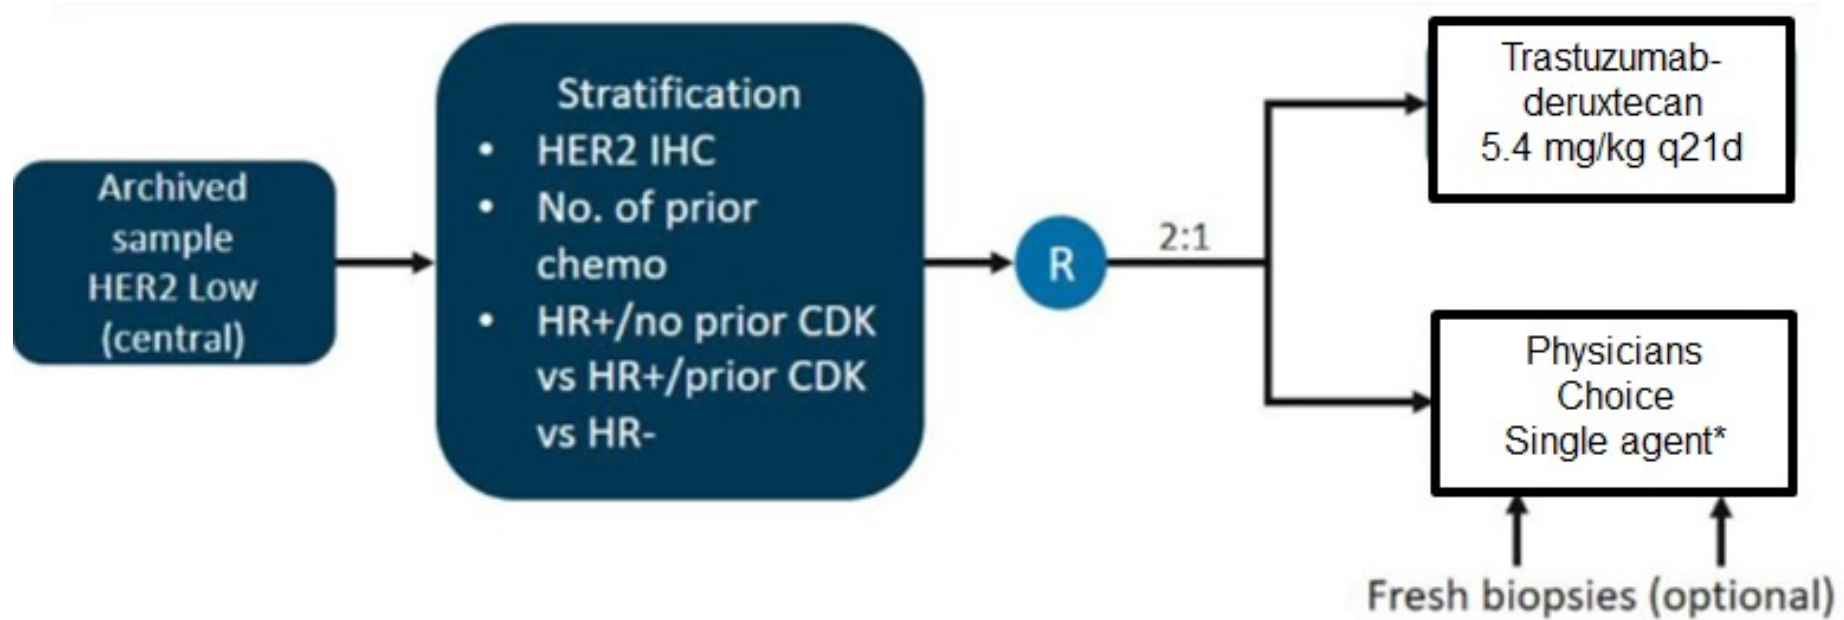 Archived
sample
HER2 Low
(central)
Stratification
• HER2 IHC
• No. of prior
chemo
• HR+/no prior CDK
vs HR+/prior CDK
vs HR-
R
2:1
Trastuzumab-
deruxtecan
5.4 mg/kg q21d
Physicians
Choice
Single agent*
Fresh biopsies (optional)